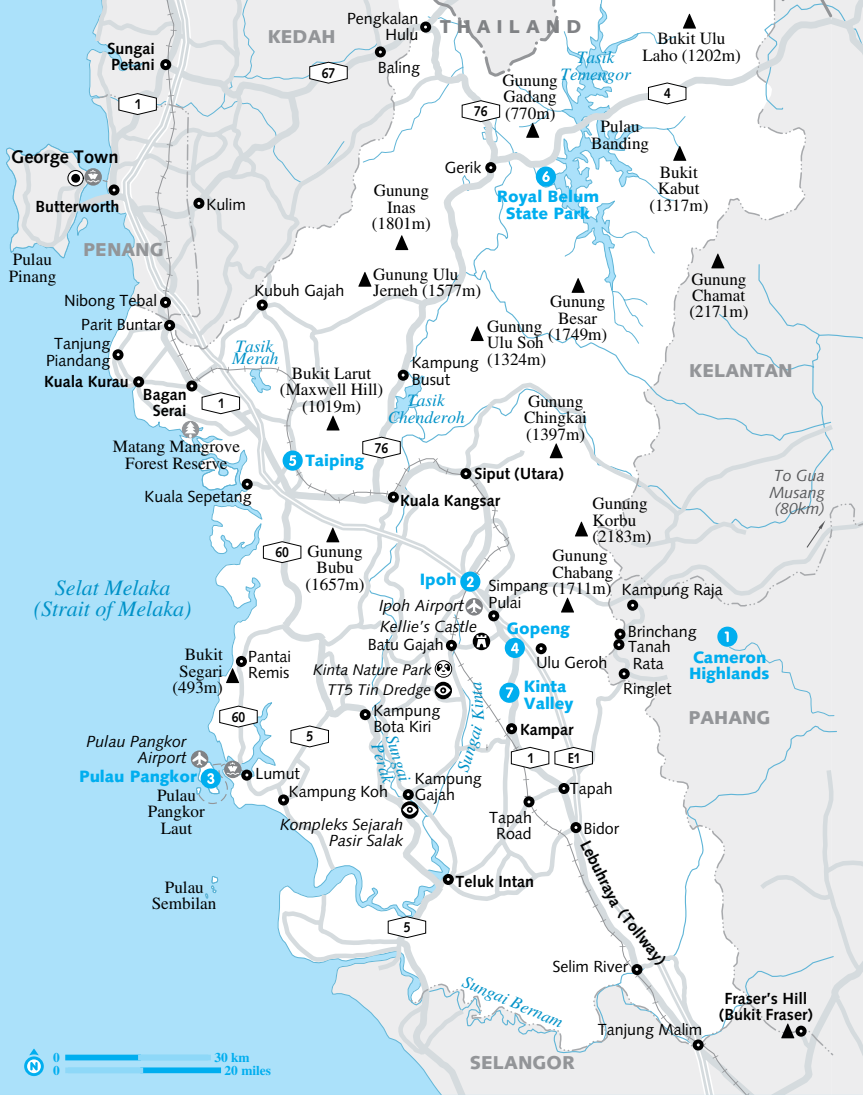 Pengkalan
Hulu
THAILAND
KEDAH
Bukit Ulu
Laho (1202m)
Sungai
Petani
Baling
67
Tasik
Temengor
Gunung
Gadang
(770m)
4
1
76
Pulau
Banding
George Town
Gerik
6
Royal Belum
State Park
Bukit
Kabut
(1317m)
Butterworth
Kulim
Gunung
Inas
(1801m)
PENANG
Pulau
Pinang
Gunung Ulu
Jerneh (1577m)
Gunung
Chamat
(2171m)
Kubuh Gajah
Nibong Tebal
Gunung
Besar
(1749m)
Parit Buntar
Gunung
Ulu Soh
(1324m)
Tanjung
Piandang
Tasik
Merah
Kuala Kurau
Bukit Larut
(Maxwell Hill)
(1019m)
Kampung
Busut
KELANTAN
Bagan
Serai
1
Tasik
Chenderoh
Gunung
Chingkai
(1397m)
Matang Mangrove
Forest Reserve
76
5
Taiping
Siput (Utara)
To Gua
Musang
(80km)
Kuala Sepetang
Kuala Kangsar
Gunung
Korbu
(2183m)
60
Gunung
Bubu
(1657m)
Gunung
Chabang
(1711m)
Selat Melaka
(Strait of Melaka)
Ipoh
2
Simpang
Pulai
Kampung Raja
Ipoh Airport
Kellie's Castle
Gopeng
4
Brinchang
Tanah
Rata
1
Cameron
Highlands
Batu Gajah
Ulu Geroh
Bukit
Segari
(493m)
Pantai
Remis
Kinta Nature Park
TT5 Tin Dredge
Ringlet
7
Kinta
Valley
60
Kampung
Bota Kiri
Sungai Kinta
PAHANG
5
Kampar
Sungai
Perak
Pulau Pangkor
Airport
1
E1
Pulau Pangkor
3
Lumut
Kampung
Gajah
Tapah
Pulau
Pangkor
Laut
Kampung Koh
Tapah
Road
Kompleks Sejarah
Pasir Salak
Bidor
Lebuhraya (Tollway)
Pulau
Sembilan
Teluk Intan
5
Selim River
Sungai Bernam
Fraser's Hill
(Bukit Fraser)
Tanjung Malim
SELANGOR
N
0
30 km
0
20 miles